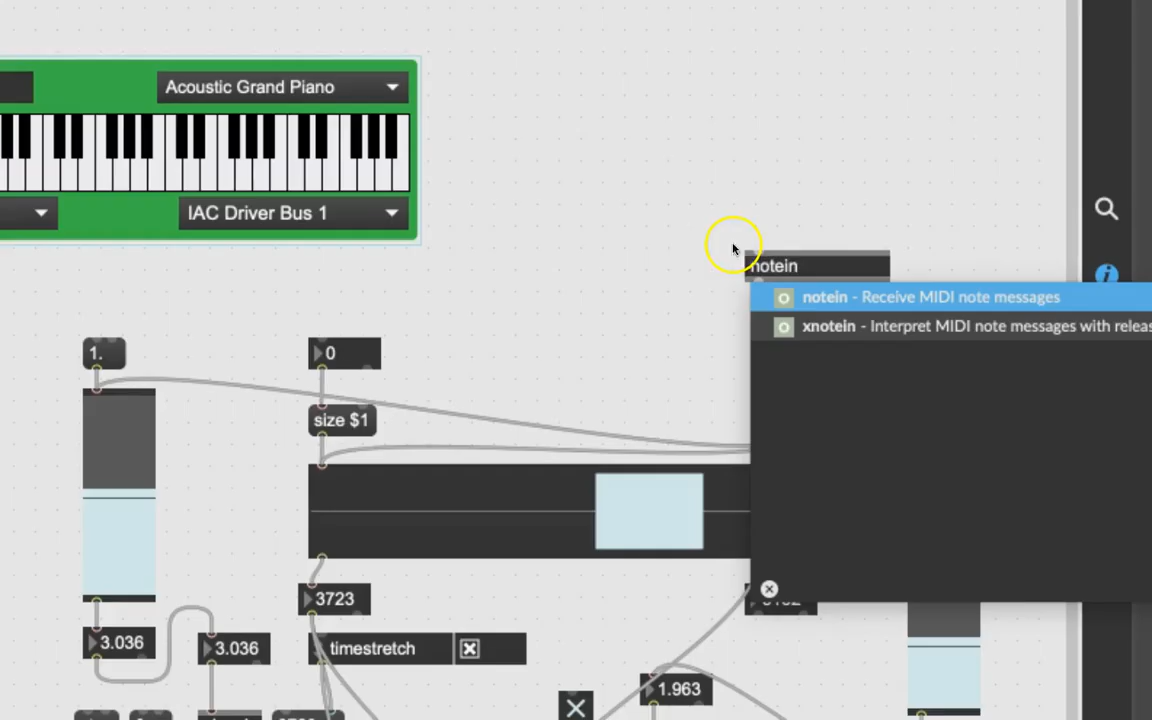 Acoustic Grand Piano
IAC Driver Bus 1
notein
notein - Receive MIDI note messages
xnotein - Interpret MIDI note messages with
1.
0
size $1
3723
timestretch
3.036
3.036
1.963